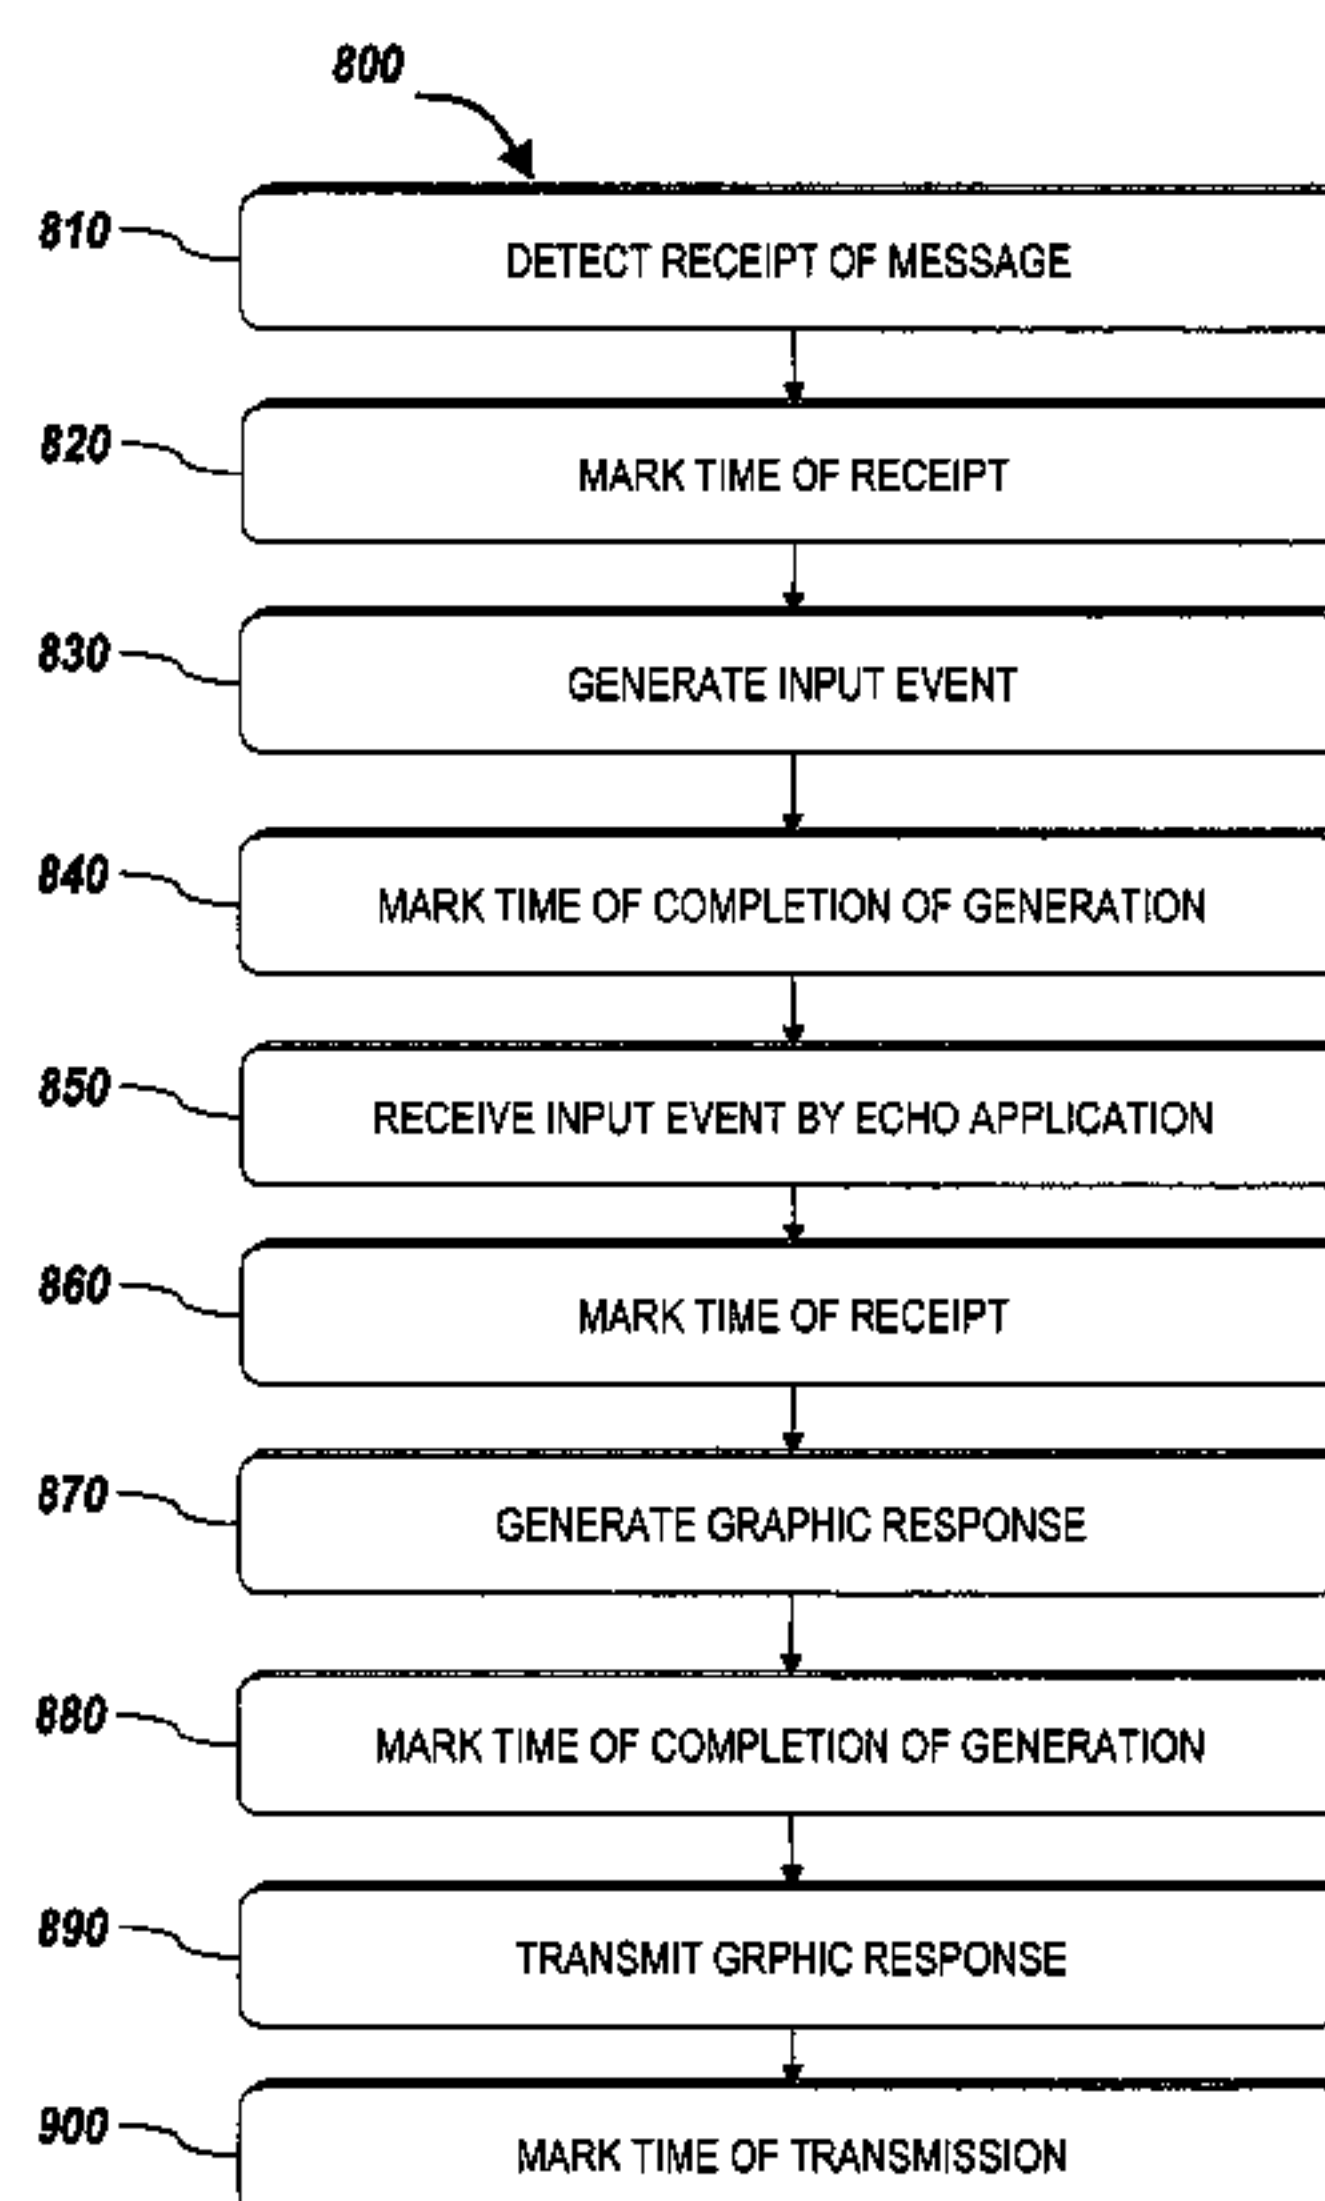 800
810
DETECT RECEIPT OF MESSAGE
820
MARK TIME OF RECEIPT
830
GENERATE INPUT EVENT
840
MARK TIME OF COMPLETION OF GENERATION
850
RECEIVE INPUT EVENT BY ECHO APPLICATION
860
MARK TIME OF RECEIPT
870
GENERATE GRAPHIC RESPONSE
880
MARK TIME OF COMPLETION OF GENERATION
890
TRANSMIT GRPHIC RESPONSE
900
MARK TIME OF TRANSMISSION